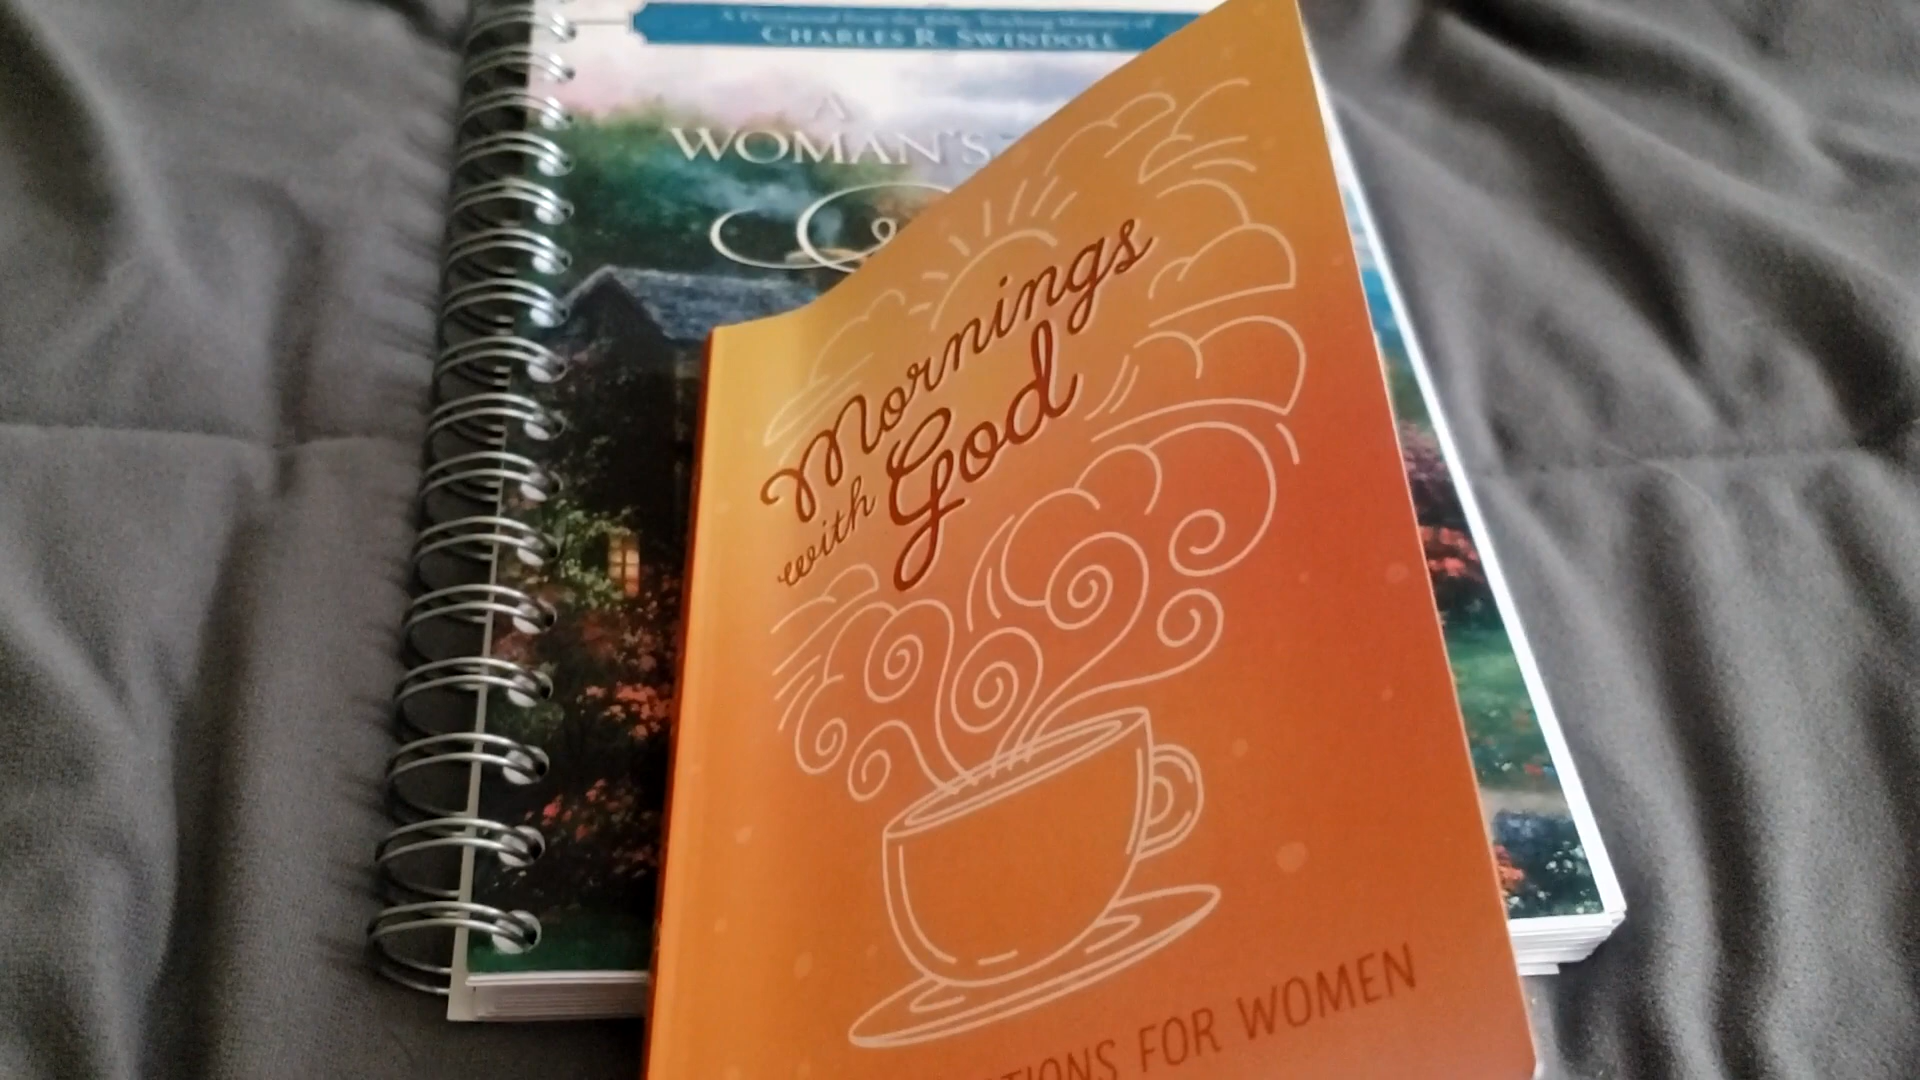 A Devotional from the Bible-Teaching Ministry of
CHARLES R. SWINDOLL
A
WOMAN'S
Mornings
with God
TIONS FOR WOMEN